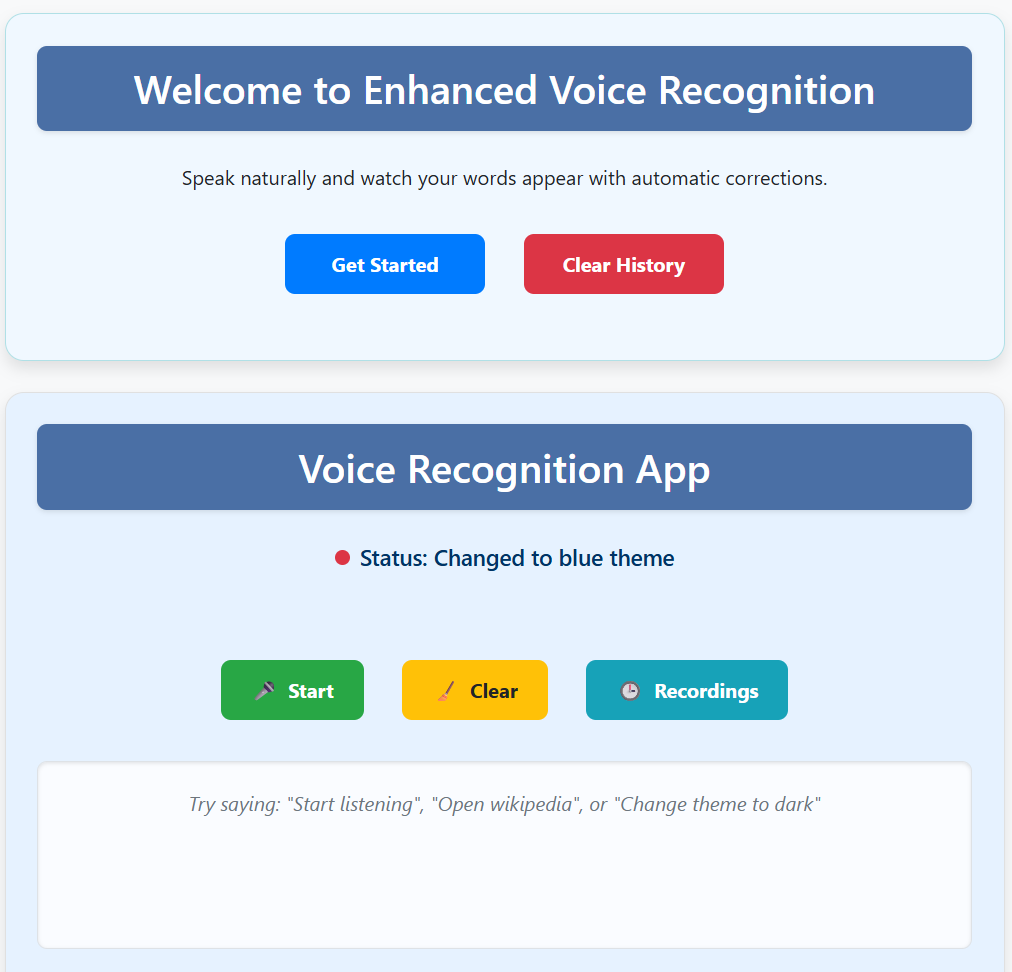 Welcome to Enhanced Voice Recognition
Speak naturally and watch your words appear with automatic corrections.
Get Started
Clear History
Voice Recognition App
Status: Changed to blue theme
Start
Clear
Recordings
Try saying: "Start listening", "Open wikipedia", or "Change theme to dark"